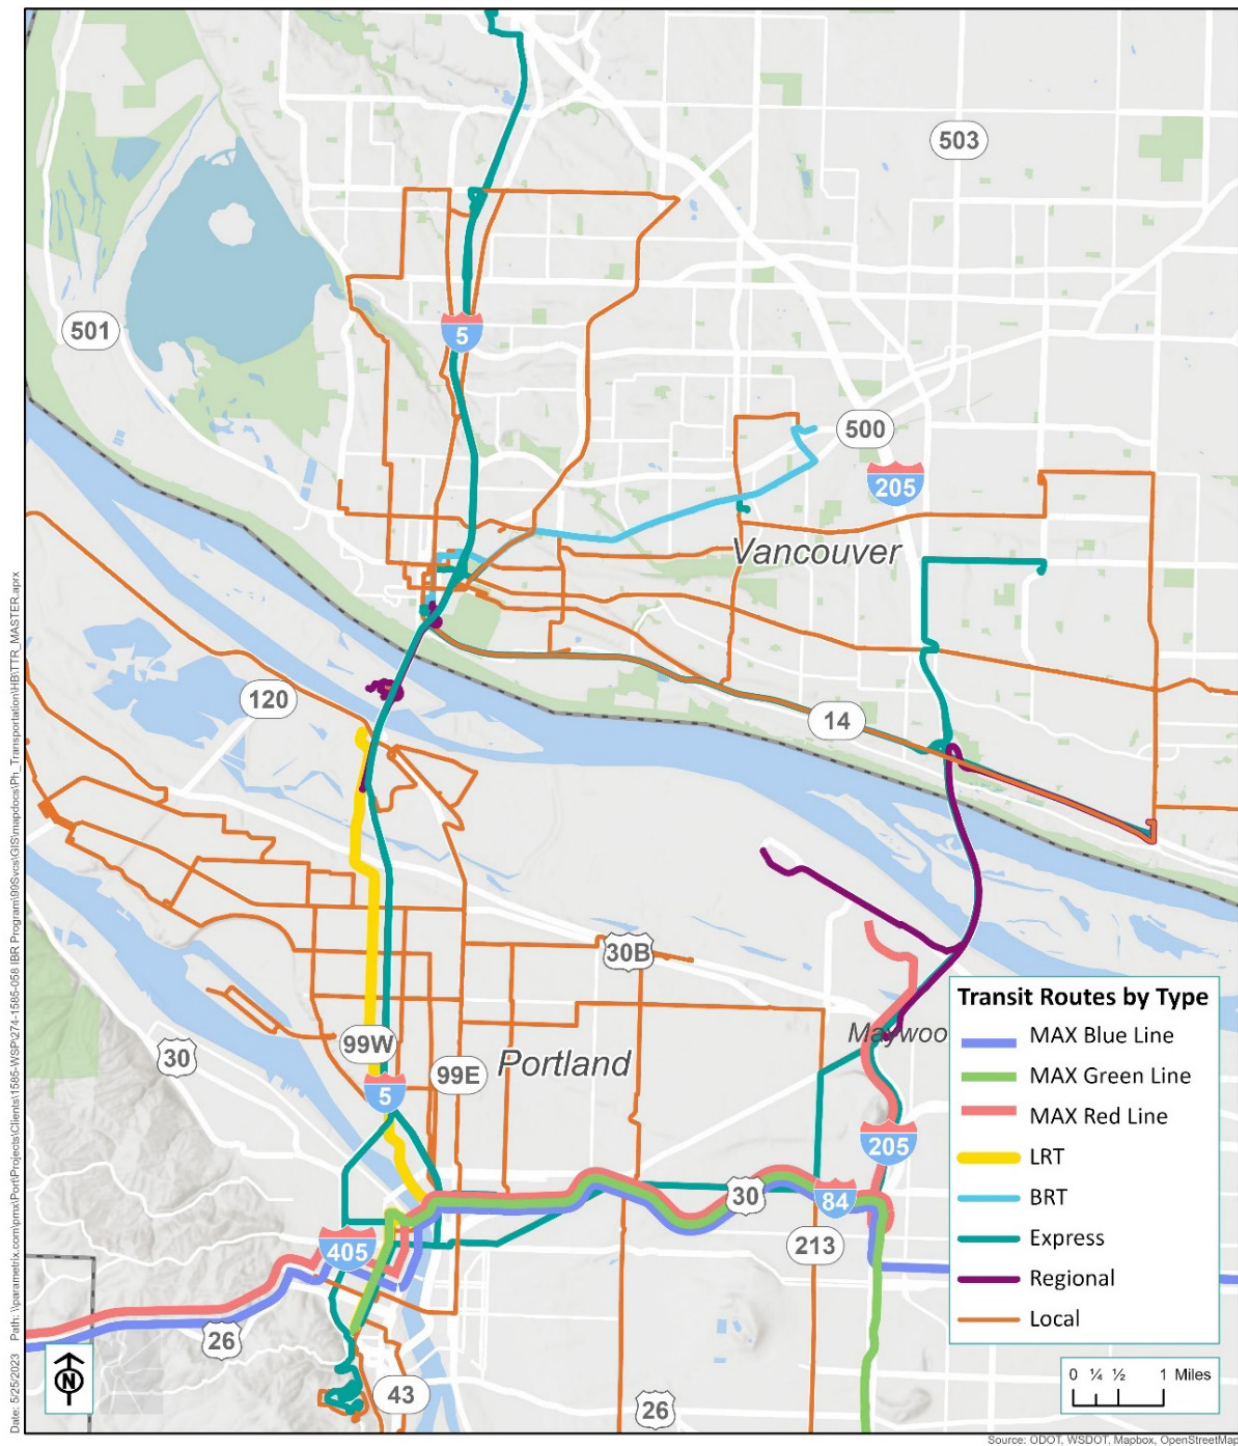 503
501
5
500
205
Vancouver
120
14
30B
Maywoo
99W
Portland
99E
30
5
205
30
84
213
405
26
43
26
N
Transit Routes by Type
MAX Blue Line
MAX Green Line
MAX Red Line
LRT
BRT
Express
Regional
Local
0 ¼ ½ 1 Miles
Source: ODOT, WSDOT, Mapbox, OpenStreetMap
Date: 5/25/2023